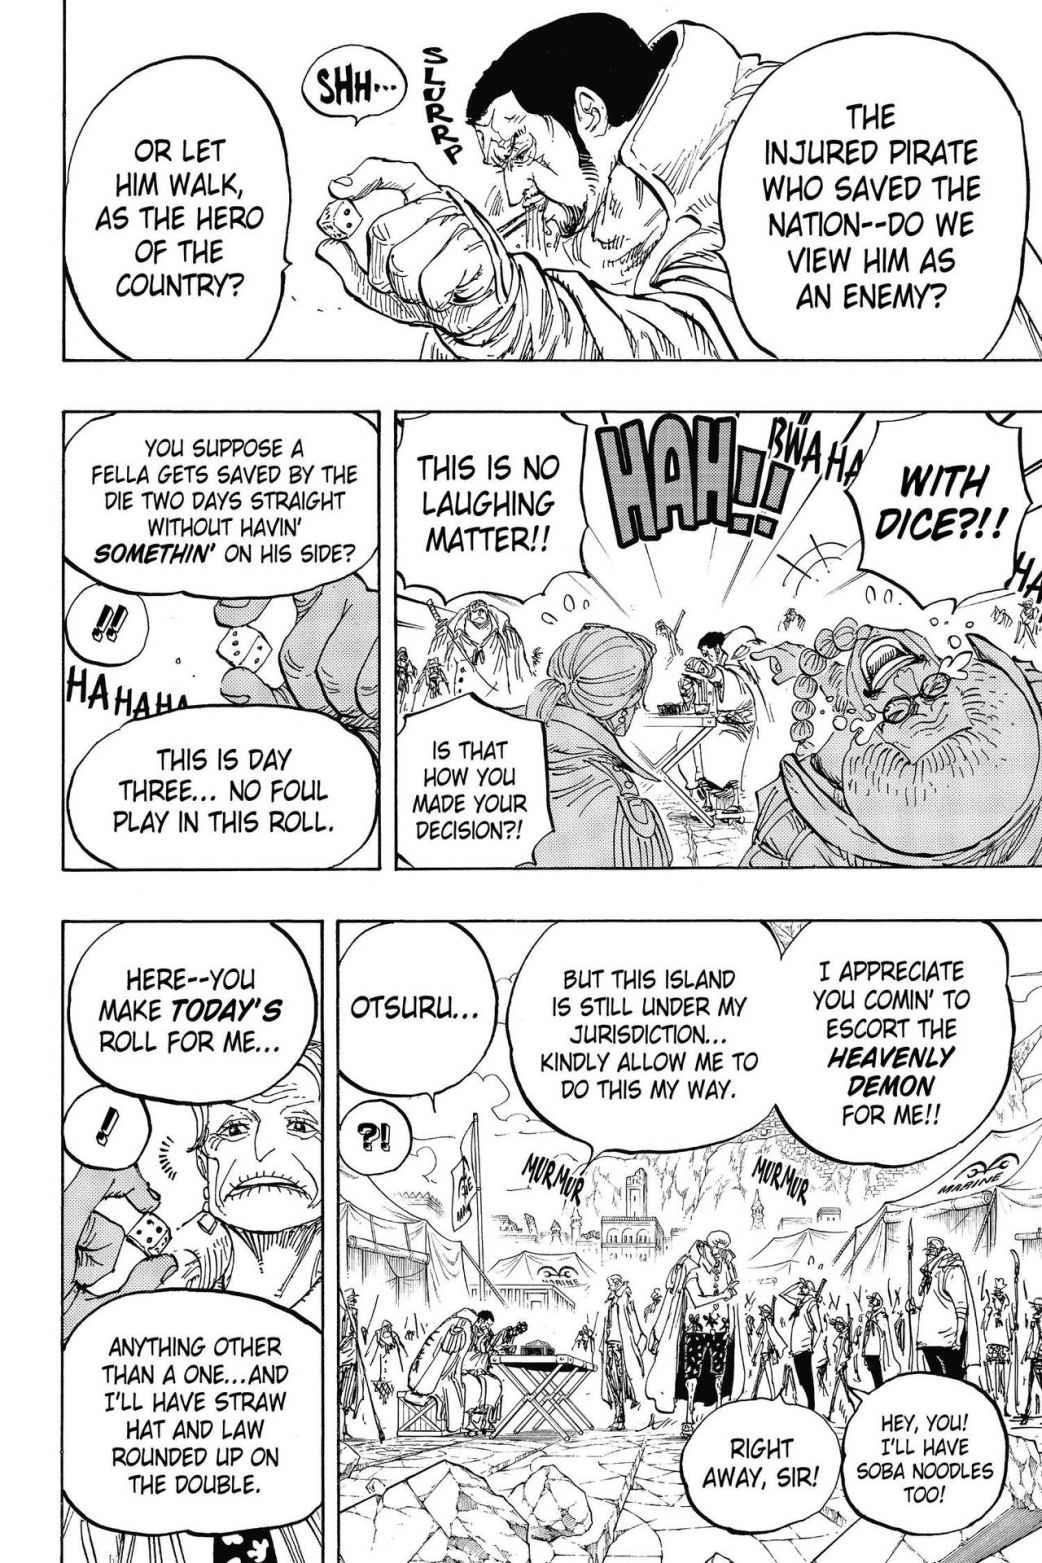 THE
INJURED PIRATE
WHO SAVED THE
NATION--DO WE
VIEW HIM AS
AN ENEMY?
SLURRP
SHH...
OR LET
HIM WALK,
AS THE HERO
OF THE
COUNTRY?
WITH
DICE?!!
BWA HA
HA
HAH!!
THIS IS NO
LAUGHING
MATTER!!
IS THAT
HOW YOU
MADE YOUR
DECISION?!
YOU SUPPOSE A
FELLA GETS SAVED BY THE
DIE TWO DAYS STRAIGHT
WITHOUT HAVIN'
SOMETHIN' ON HIS SIDE?
!!
HA HAHAHA
THIS IS DAY
THREE... NO FOUL
PLAY IN THIS ROLL.
I APPRECIATE
YOU COMIN' TO
ESCORT THE
HEAVENLY
DEMON
FOR ME!!
BUT THIS ISLAND
IS STILL UNDER MY
JURISDICTION...
KINDLY ALLOW ME TO
DO THIS MY WAY.
OTSURU...
?!
MURMUR
MURMUR
MARINE
MARINE
HEY, YOU!
I'LL HAVE
SOBA NOODLES
TOO!
RIGHT
AWAY, SIR!
HERE--YOU
MAKE TODAY'S
ROLL FOR ME...
!
ANYTHING OTHER
THAN A ONE...AND
I'LL HAVE STRAW
HAT AND LAW
ROUNDED UP ON
THE DOUBLE.